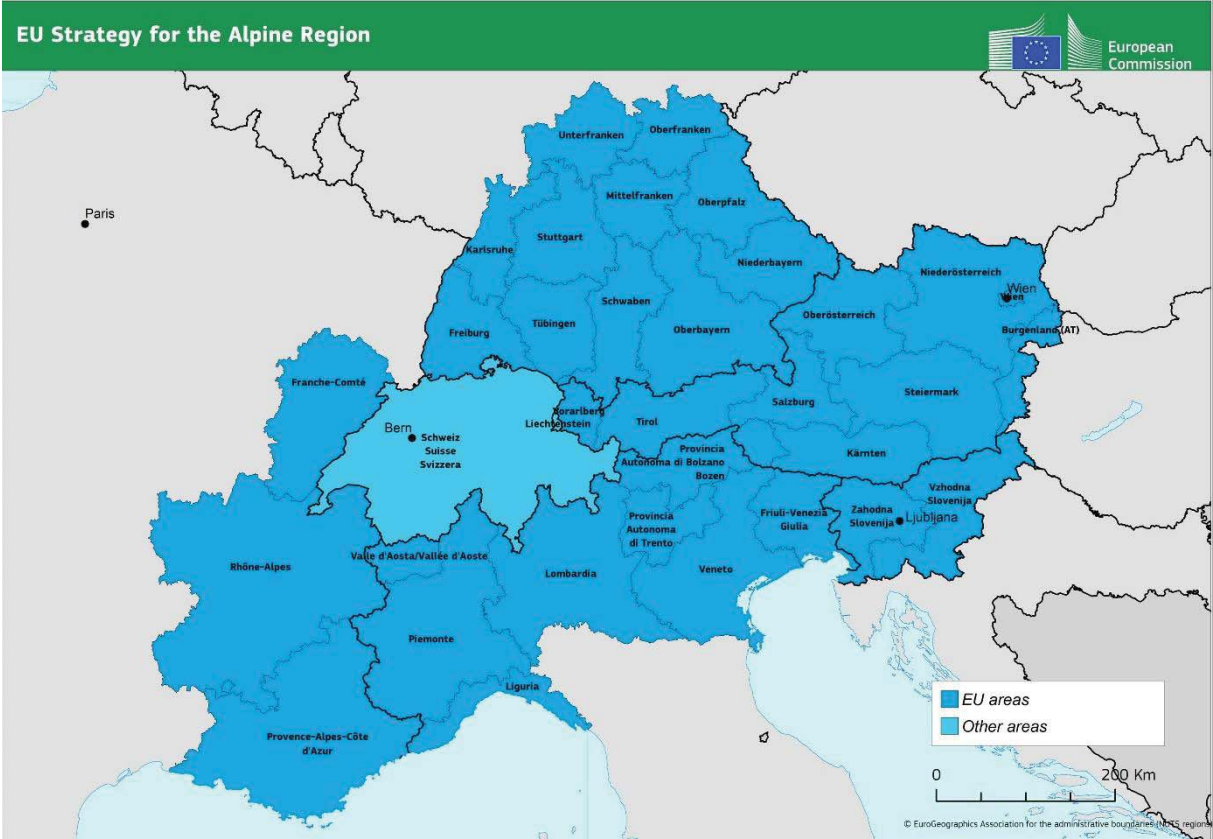 EU Strategy for the Alpine Region
European
Commission
Paris
Unterfranken
Oberfranken
Mittelfranken
Oberpfalz
Stuttgart
Karlsruhe
Niederbayern
Niederösterreich
Wien
Wien
Schwaben
Oberösterreich
Tübingen
Oberbayern
Freiburg
Burgenland (AT)
Franche-Comté
Steiermark
Salzburg
Vorarlberg
Liechtenstein
Tirol
Bern
Schweiz
Suisse
Svizzera
Provincia
Autonoma di Bolzano
Bozen
Kärnten
Vzhodna
Slovenija
Provincia
Autonoma
di Trento
Friuli-Venezia
Giulia
Zahodna
Slovenija
Ljubljana
Valle d'Aosta/Vallée d'Aoste
Rhône-Alpes
Lombardia
Veneto
Piemonte
Liguria
Provence-Alpes-Côte
d'Azur
EU areas
Other areas
0
200 Km
© EuroGeographics Association for the administrative boundaries (NUTS regions)